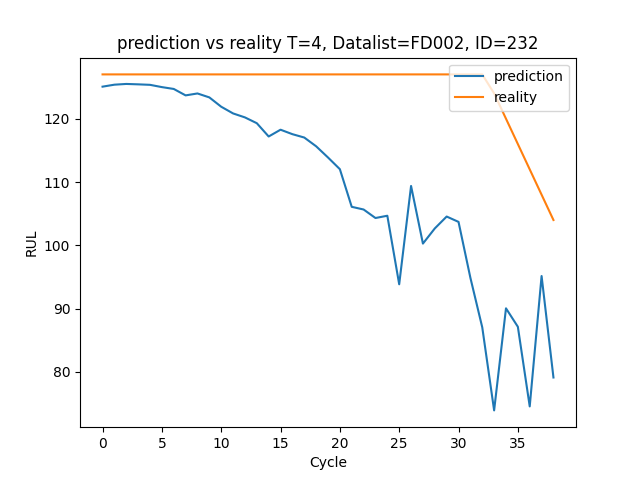 prediction vs reality T=4, Datalist=FD002, ID=232
prediction
reality
120
110
100
90
80
RUL
0 5 10 15 20 25 30 35
Cycle